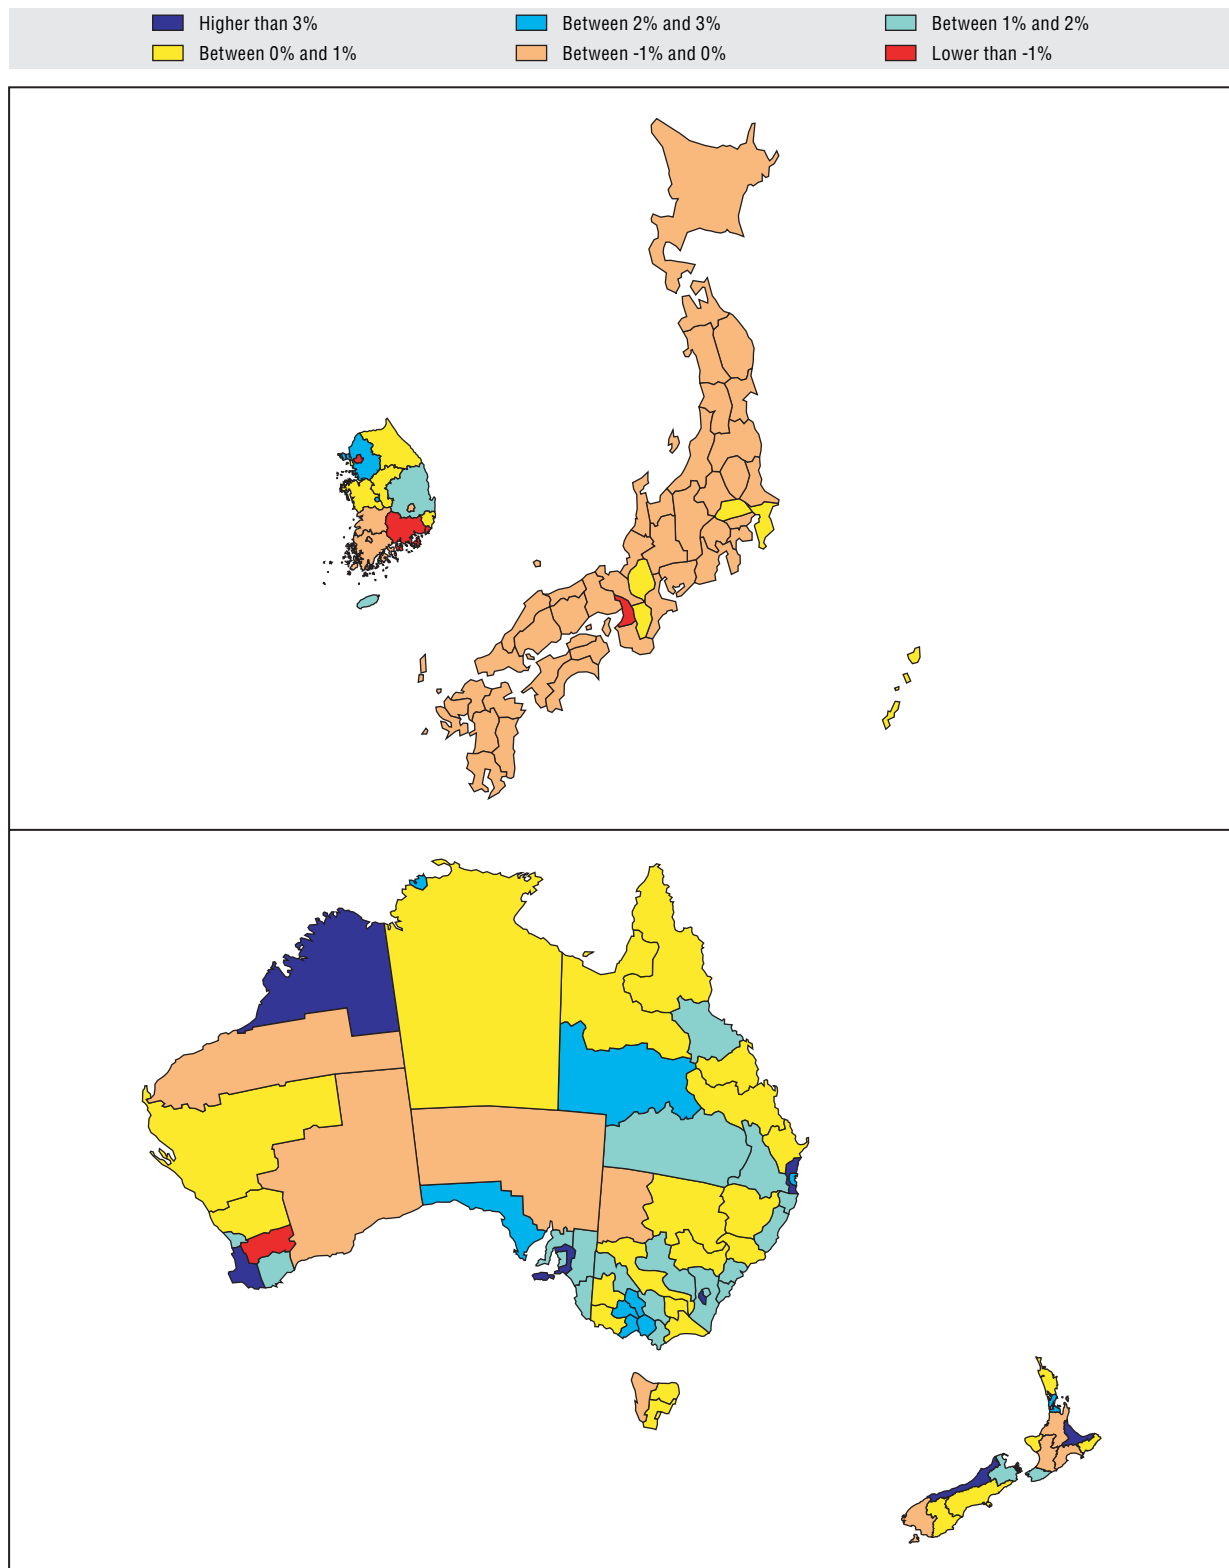 Higher than 3% Between 2% and 3% Between 1% and 2%
Between 0% and 1% Between -1% and 0% Lower than -1%